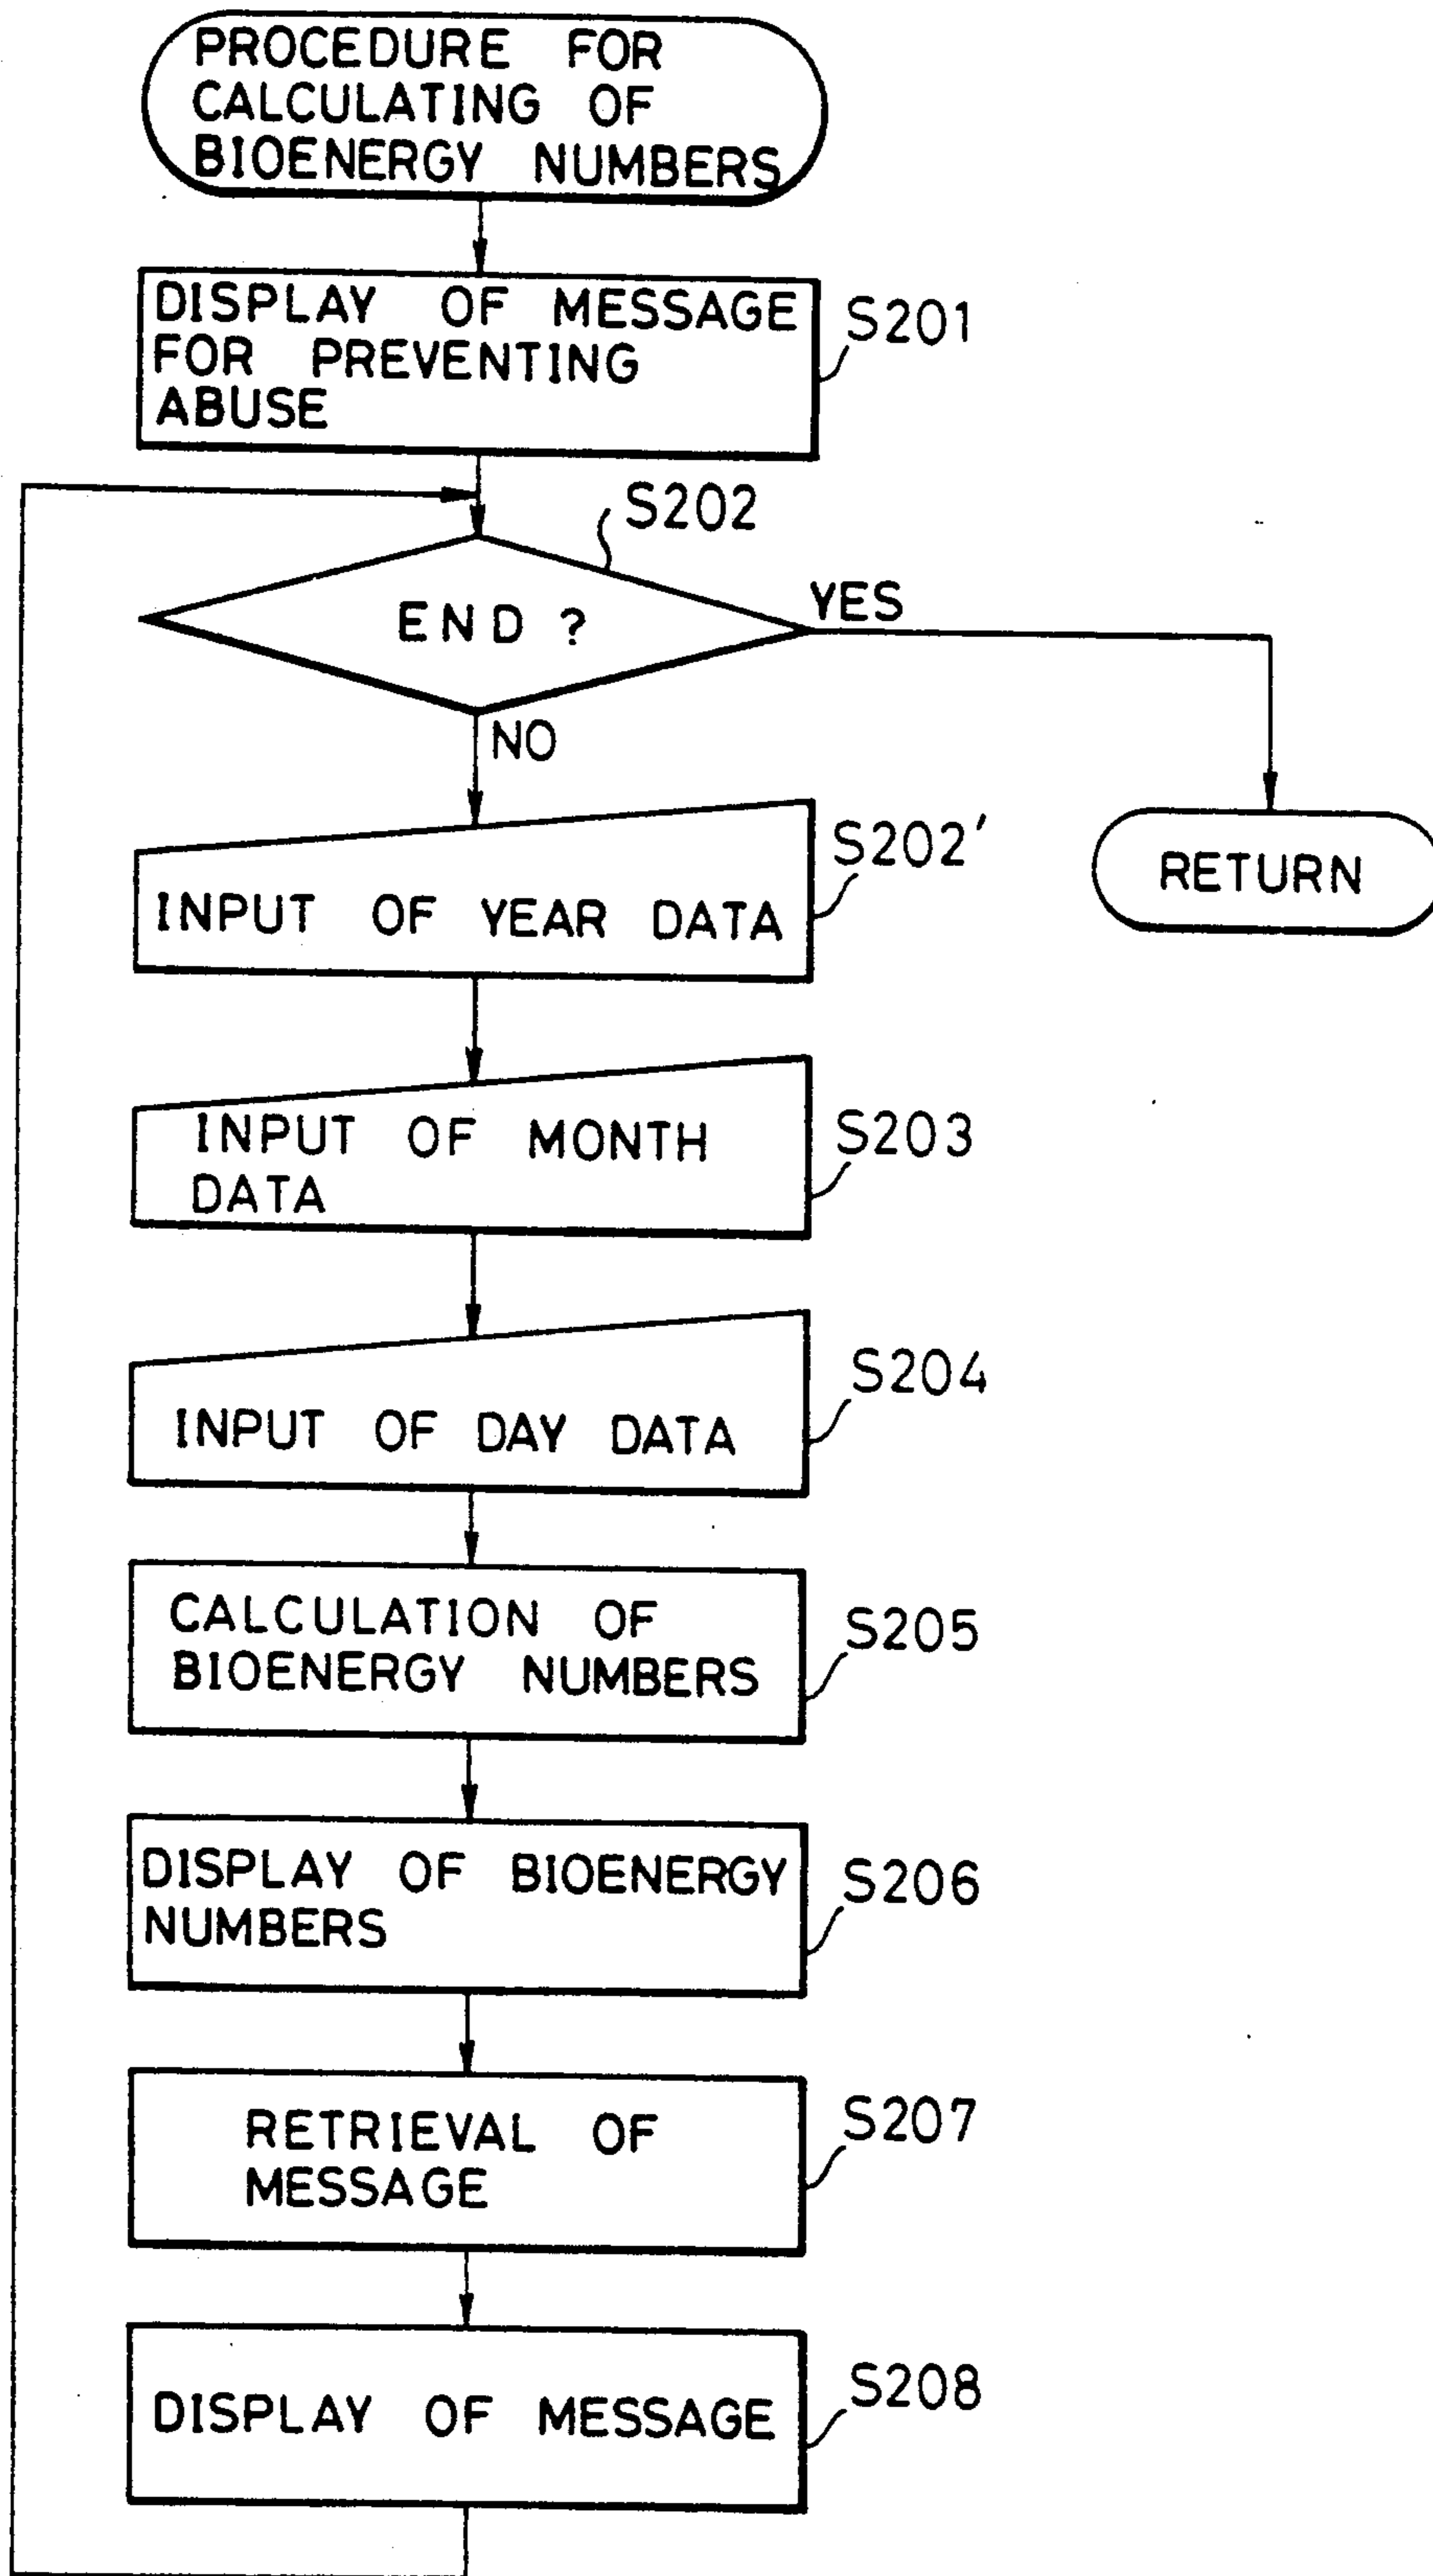 PROCEDURE FOR
CALCULATING OF
BIOENERGY NUMBERS
DISPLAY OF MESSAGE
FOR PREVENTING
ABUSE
S201
S202
END ?
YES
NO
S202'
INPUT OF YEAR DATA
RETURN
INPUT OF MONTH
DATA
S203
S204
INPUT OF DAY DATA
CALCULATION OF
BIOENERGY NUMBERS
S205
DISPLAY OF BIOENERGY
NUMBERS
S206
RETRIEVAL OF
MESSAGE
S207
DISPLAY OF MESSAGE
S208